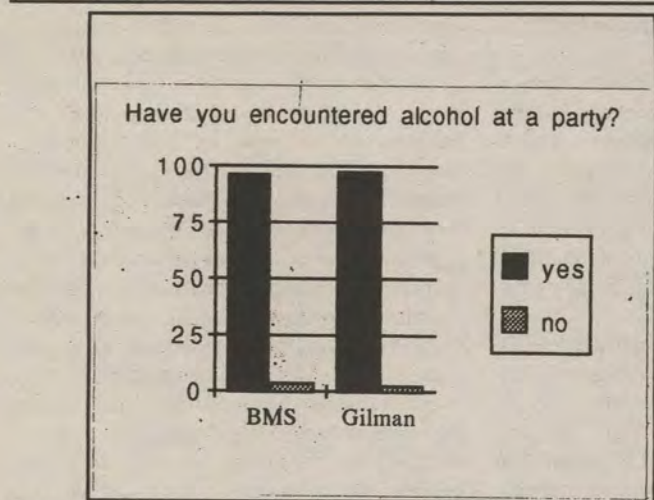 Have you encountered alcohol at a party?
100
75
50
25
0
BMS Gilman
yes
no